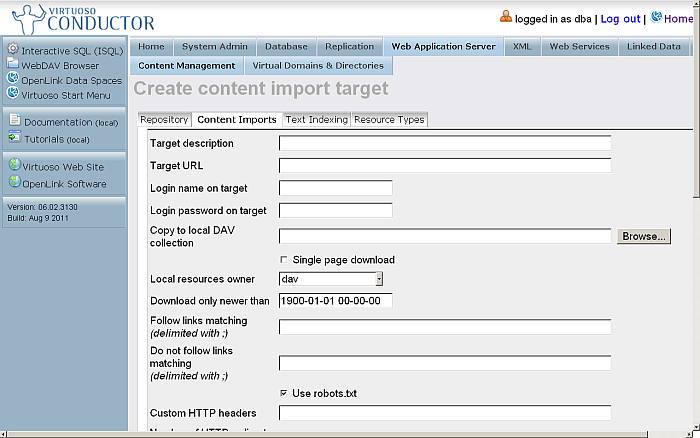 VIRTUOSO
CONDUCTOR
logged in as dba | Log out | Home
Interactive SQL (ISQL)
WebDAV Browser
OpenLink Data Spaces
Virtuoso Start Menu
Documentation (local)
Tutorials (local)
Virtuoso Web Site
OpenLink Software
Version: 06.02.3130
Build: Aug 9 2011
Home System Admin Database Replication Web Application Server XML Web Services Linked Data
Content Management Virtual Domains & Directories
Create content import target
Repository Content Imports Text Indexing Resource Types
Target description
Target URL
Login name on target
Login password on target
Copy to local DAV
collection
Browse...
Single page download
Local resources owner dav
Download only newer than 1900-01-01 00-00-00
Follow links matching
(delimited with ;)
Do not follow links
matching
(delimited with ;)
Use robots.txt
Custom HTTP headers